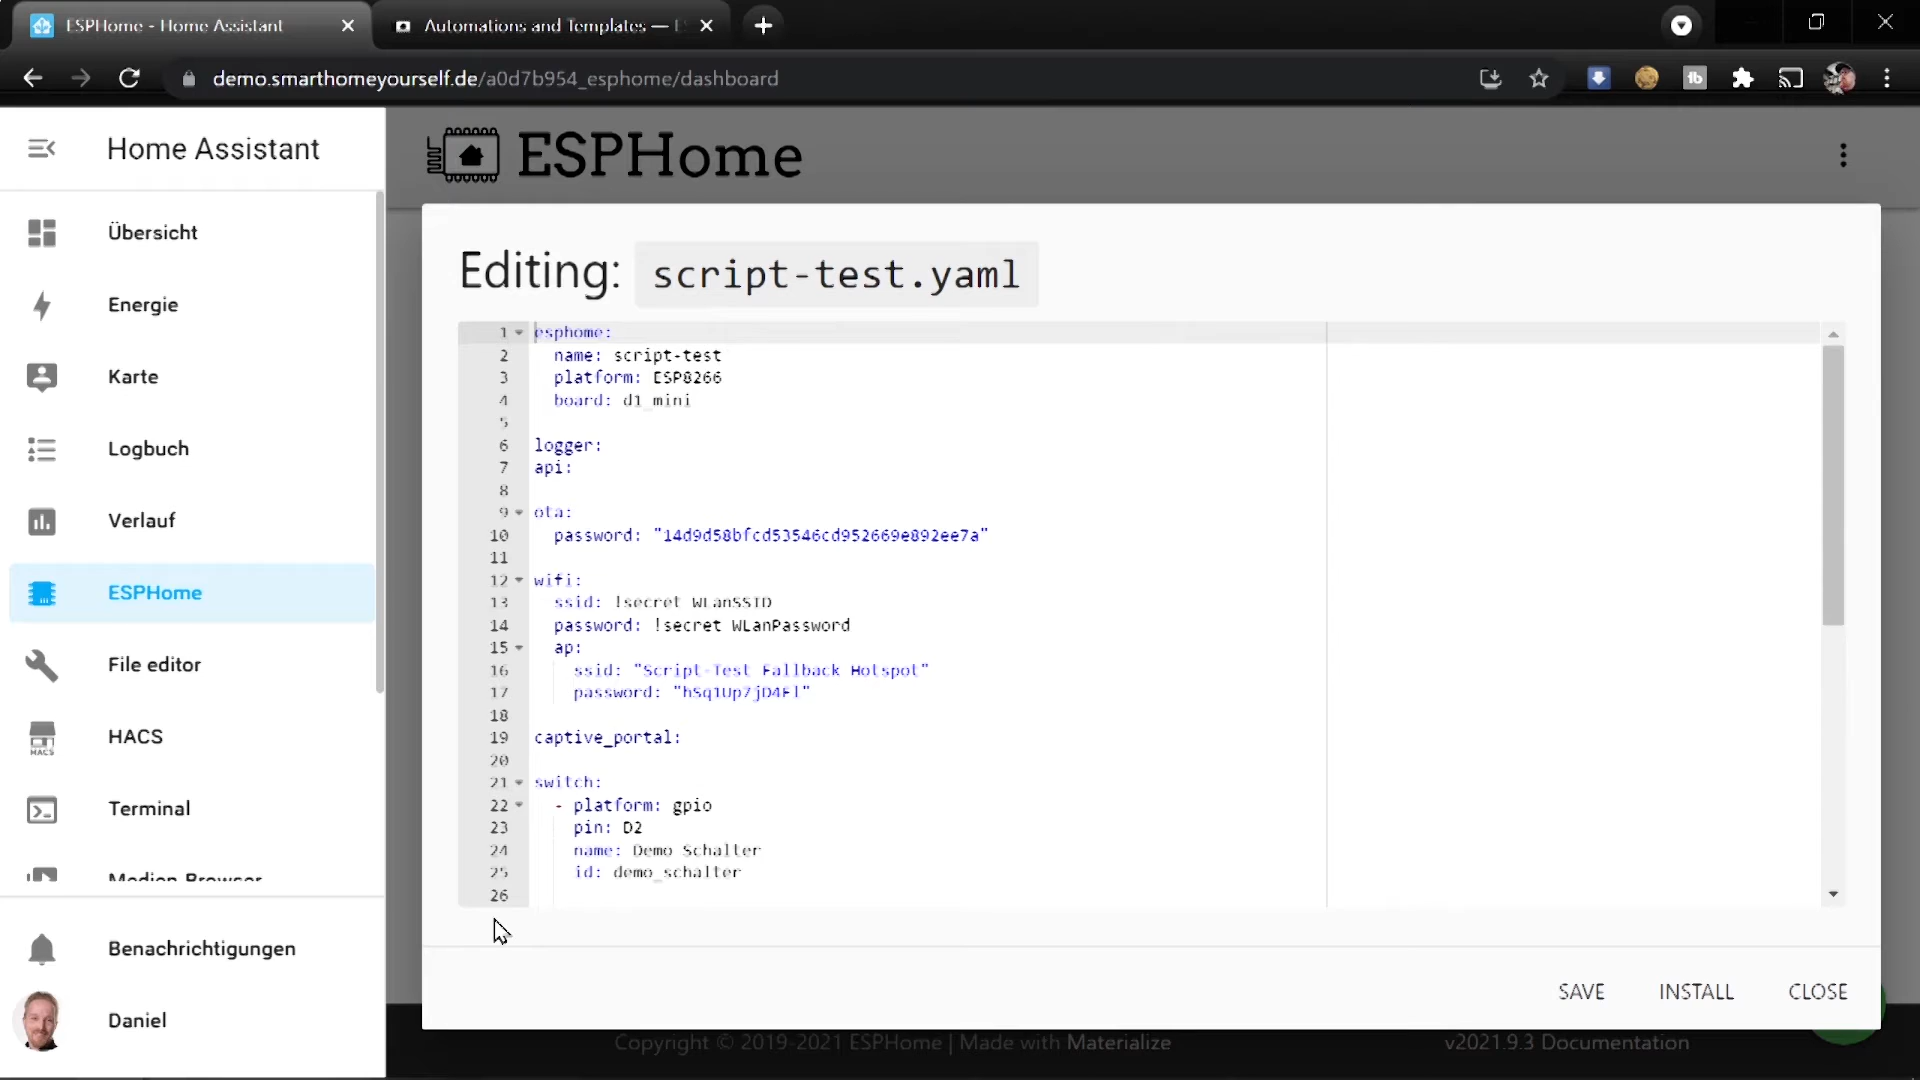 ESPHome - Home Assistant
Automations and Templates —
demo.smarthomeyourself.de/a0d7b954_esphome/dashboard
Home Assistant
ESPHome
Übersicht
Energie
Karte
Logbuch
Verlauf
ESPHome
File editor
HACS
HACS
Terminal
Medien Browser
Benachrichtigungen
Daniel
Editing: script-test.yaml
1 esphome:
2 name: script-test
3 platform: ESP8266
4 board: d1_mini
5
6 logger:
7 api:
8
9 ota:
10 password: "14d9d58bfcd53546cd952669e892ee7a"
11
12 wifi:
13 ssid: !secret WLanSSID
14 password: !secret WLanPassword
15 ap:
16 ssid: "Script-Test Fallback Hotspot"
17 password:
18
19 captive_portal:
20
21 switch:
22 - platform: gpio
23 pin: D2
24 name: Demo Schalter
25 id: demo_schalter
26
SAVE
INSTALL
CLOSE
Copyright © 2019-2021 ESPHome | Made with Materialize
v2021.9.3 Documentation